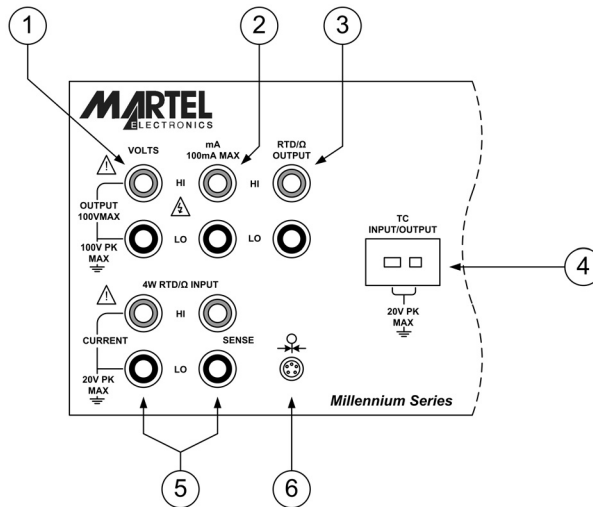 1
2
3
MARTEL
ELECTRONICS
VOLTS
mA
100mA MAX
RTD/Ω
OUTPUT
HI
HI
OUTPUT
100VMAX
LO
LO
100V PK
MAX
TC
INPUT/OUTPUT
4
20V PK
MAX
4W RTD/Ω INPUT
HI
CURRENT
SENSE
LO
20V PK
MAX
Millennium Series
5
6